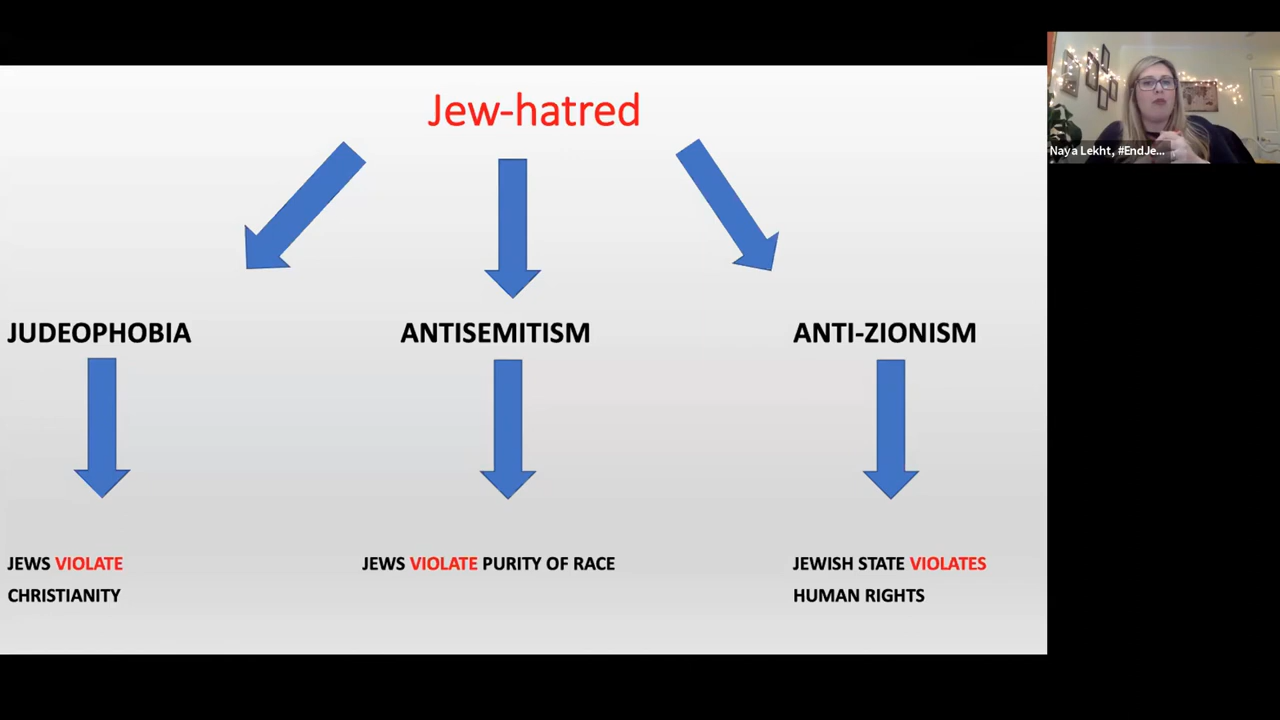 Jew-hatred
Naya Lekht, #EndJe...
JUDEOPHOBIA
ANTISEMITISM
ANTI-ZIONISM
JEWS VIOLATE
CHRISTIANITY
JEWS VIOLATE PURITY OF RACE
JEWISH STATE VIOLATES
HUMAN RIGHTS